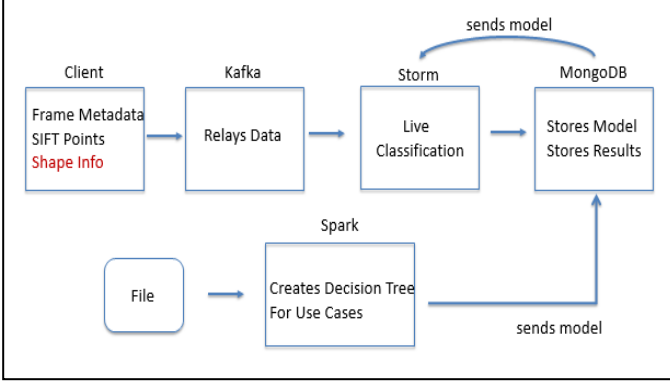 sends model
Client
Kafka
Storm
MongoDB
Frame Metadata
SIFT Points
Shape Info
Relays Data
Live
Classification
Stores Model
Stores Results
Spark
File
Creates Decision Tree
For Use Cases
sends model